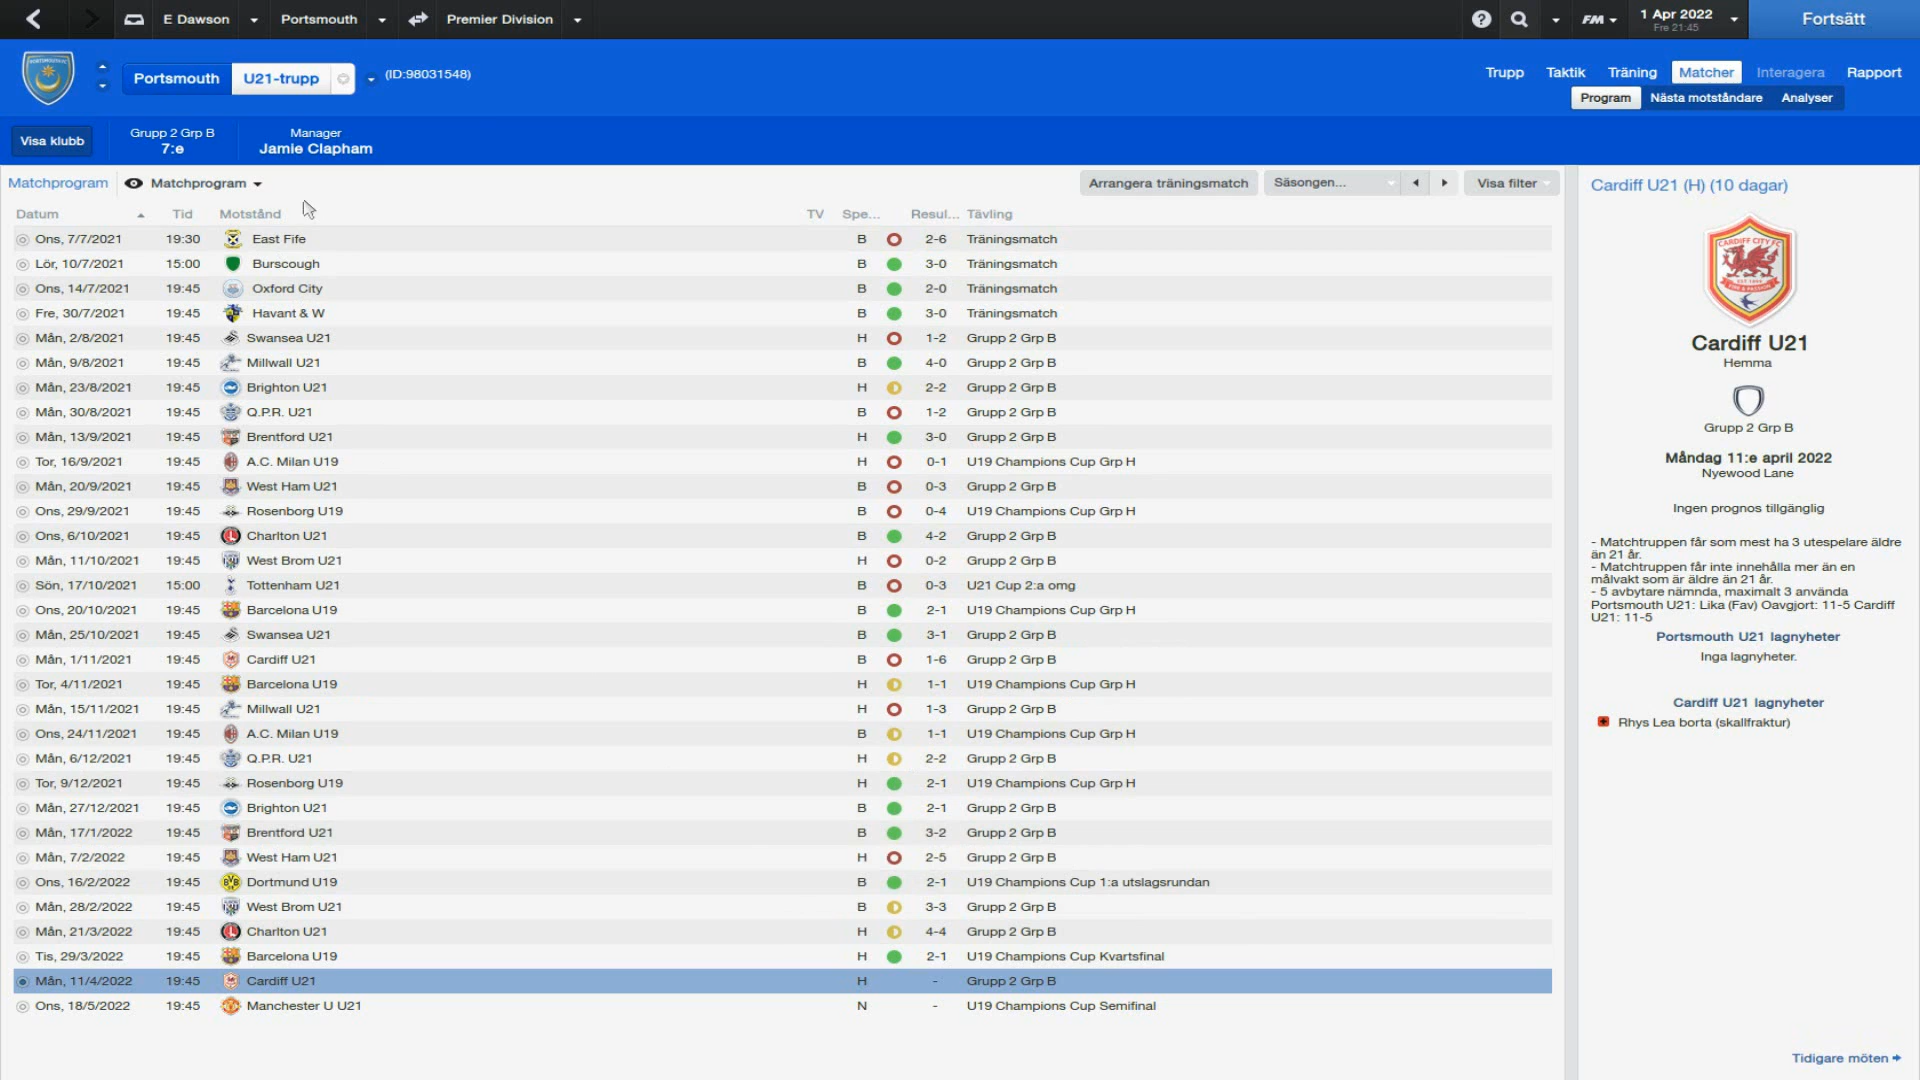 E Dawson Portsmouth Premier Division FM 1 Apr 2022 Fre 21:45 Fortsätt
Portsmouth U21-trupp (ID:98031548) Trupp Taktik Träning Matcher Interagera Rapport
Program Nästa motståndare Analyser
Visa klubb Grupp 2 Grp B 7:e Manager Jamie Clapham
Matchprogram Matchprogram Arrangera träningsmatch Säsongen... Visa filter
Datum Tid Motstånd TV Spe... Resul... Tävling
Ons, 7/7/2021 19:30 East Fife B 2-6 Träningsmatch
Lör, 10/7/2021 15:00 Burscough B 3-0 Träningsmatch
Ons, 14/7/2021 19:45 Oxford City B 2-0 Träningsmatch
Fre, 30/7/2021 19:45 Havant & W B 3-0 Träningsmatch
Mån, 2/8/2021 19:45 Swansea U21 H 1-2 Grupp 2 Grp B
Mån, 9/8/2021 19:45 Millwall U21 B 4-0 Grupp 2 Grp B
Mån, 23/8/2021 19:45 Brighton U21 H 2-2 Grupp 2 Grp B
Mån, 30/8/2021 19:45 Q.P.R. U21 B 1-2 Grupp 2 Grp B
Mån, 13/9/2021 19:45 Brentford U21 H 3-0 Grupp 2 Grp B
Tor, 16/9/2021 19:45 A.C. Milan U19 H 0-1 U19 Champions Cup Grp H
Mån, 20/9/2021 19:45 West Ham U21 B 0-3 Grupp 2 Grp B
Ons, 29/9/2021 19:45 Rosenborg U19 B 0-4 U19 Champions Cup Grp H
Ons, 6/10/2021 19:45 Charlton U21 B 4-2 Grupp 2 Grp B
Mån, 11/10/2021 19:45 West Brom U21 H 0-2 Grupp 2 Grp B
Sön, 17/10/2021 15:00 Tottenham U21 B 0-3 U21 Cup 2:a omg
Ons, 20/10/2021 19:45 Barcelona U19 B 2-1 U19 Champions Cup Grp H
Mån, 25/10/2021 19:45 Swansea U21 B 3-1 Grupp 2 Grp B
Mån, 1/11/2021 19:45 Cardiff U21 B 1-6 Grupp 2 Grp B
Tor, 4/11/2021 19:45 Barcelona U19 H 1-1 U19 Champions Cup Grp H
Mån, 15/11/2021 19:45 Millwall U21 H 1-3 Grupp 2 Grp B
Ons, 24/11/2021 19:45 A.C. Milan U19 B 1-1 U19 Champions Cup Grp H
Mån, 6/12/2021 19:45 Q.P.R. U21 H 2-2 Grupp 2 Grp B
Tor, 9/12/2021 19:45 Rosenborg U19 H 2-1 U19 Champions Cup Grp H
Mån, 27/12/2021 19:45 Brighton U21 B 2-1 Grupp 2 Grp B
Mån, 17/1/2022 19:45 Brentford U21 B 3-2 Grupp 2 Grp B
Mån, 7/2/2022 19:45 West Ham U21 H 2-5 Grupp 2 Grp B
Ons, 16/2/2022 19:45 Dortmund U19 B 2-1 U19 Champions Cup 1:a utslagsrundan
Mån, 28/2/2022 19:45 West Brom U21 B 3-3 Grupp 2 Grp B
Mån, 21/3/2022 19:45 Charlton U21 H 4-4 Grupp 2 Grp B
Tis, 29/3/2022 19:45 Barcelona U19 H 2-1 U19 Champions Cup Kvartsfinal
Mån, 11/4/2022 19:45 Cardiff U21 H - Grupp 2 Grp B
Ons, 18/5/2022 19:45 Manchester U U21 N - U19 Champions Cup Semifinal
Cardiff U21 (H) (10 dagar)
CARDIFF CITY FC
Cardiff U21
Hemma
Grupp 2 Grp B
Måndag 11:e april 2022
Nyewood Lane
Ingen prognos tillgänglig
- Matchtruppen får som mest ha 3 utespelare äldre
än 21 år.
- Matchtruppen får inte innehålla mer än en
målvakt som är äldre än 21 år.
- 5 avbytare nämnda, maximalt 3 använda
Portsmouth U21: Lika (Fav) Oavgjort: 11-5 Cardiff
U21: 11-5
Portsmouth U21 lagnyheter
Inga lagnyheter.
Cardiff U21 lagnyheter
Rhys Lea borta (skallfraktur)
Tidigare möten